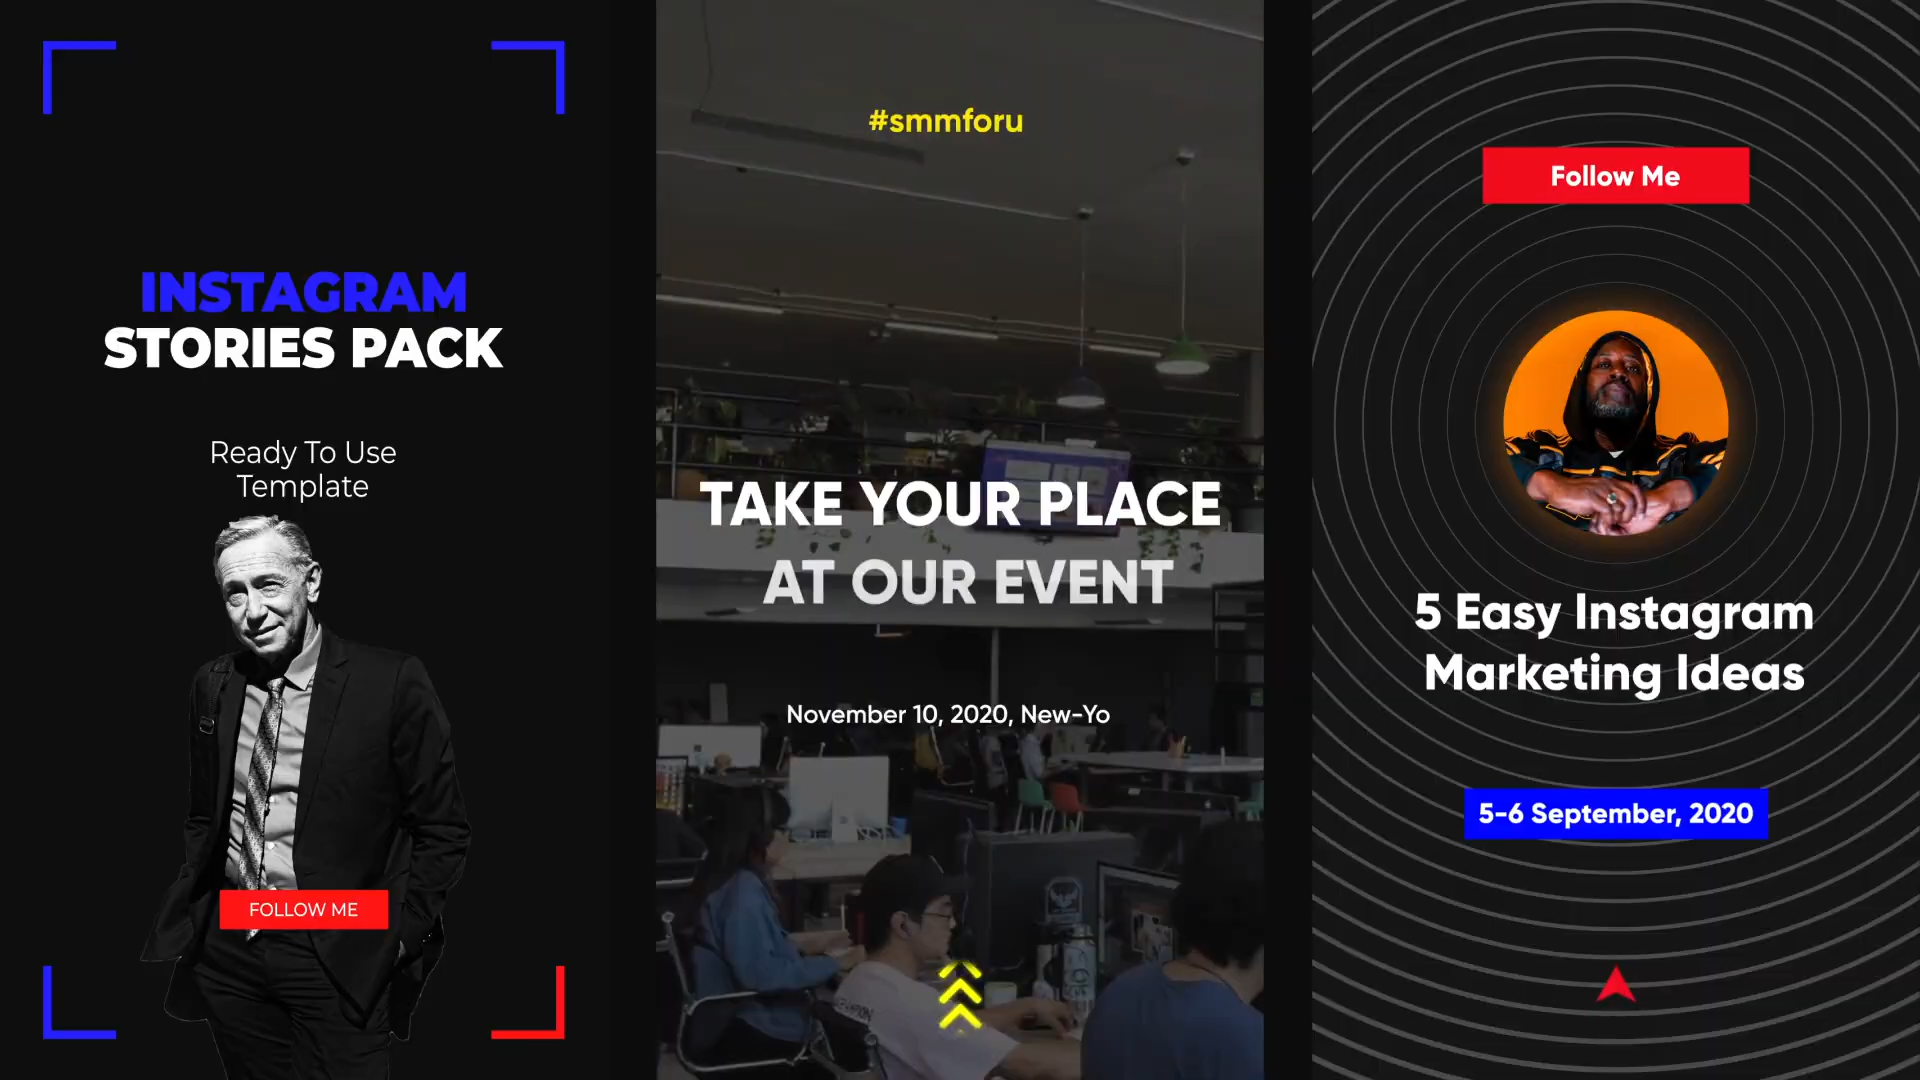 INSTAGRAM
STORIES PACK
Ready To Use
Template
FOLLOW ME
#smmforu
TAKE YOUR PLACE
AT OUR EVENT
November 10, 2020, New-Yo
Follow Me
5 Easy Instagram
Marketing Ideas
5-6 September, 2020